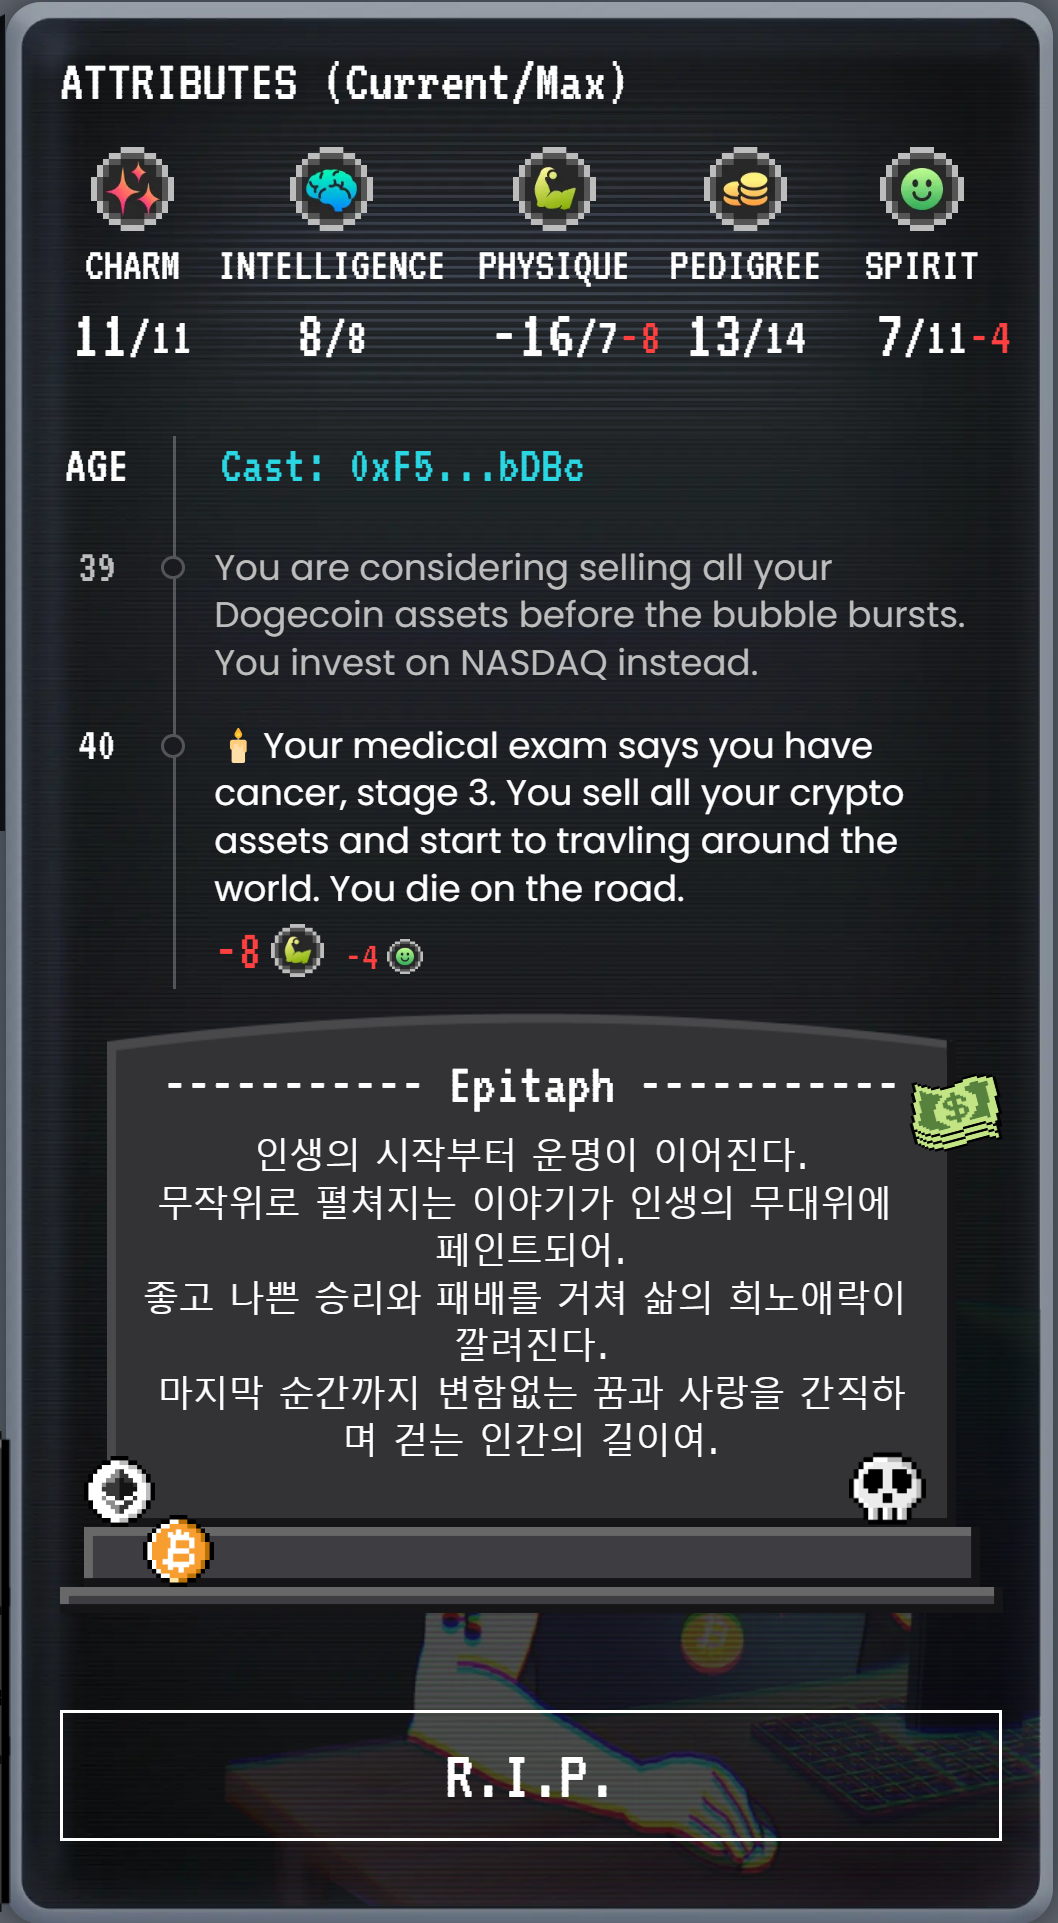 ATTRIBUTES (Current/Max)
CHARM INTELLIGENCE PHYSIQUE PEDIGREE SPIRIT
11/11 8/8 -16/7-8 13/14 7/11-4
AGE Cast: 0xF5...bDBc
39 You are considering selling all your
Dogecoin assets before the bubble bursts.
You invest on NASDAQ instead.
40 Your medical exam says you have
cancer, stage 3. You sell all your crypto
assets and start to travling around the
world. You die on the road.
-8 -4
----------- Epitaph -----------
인생의 시작부터 운명이 이어진다.
무작위로 펼쳐지는 이야기가 인생의 무대위에
페인트되어.
좋고 나쁜 승리와 패배를 거쳐 삶의 희노애락이
깔려진다.
마지막 순간까지 변함없는 꿈과 사랑을 간직하
며 걷는 인간의 길이여.
R.I.P.